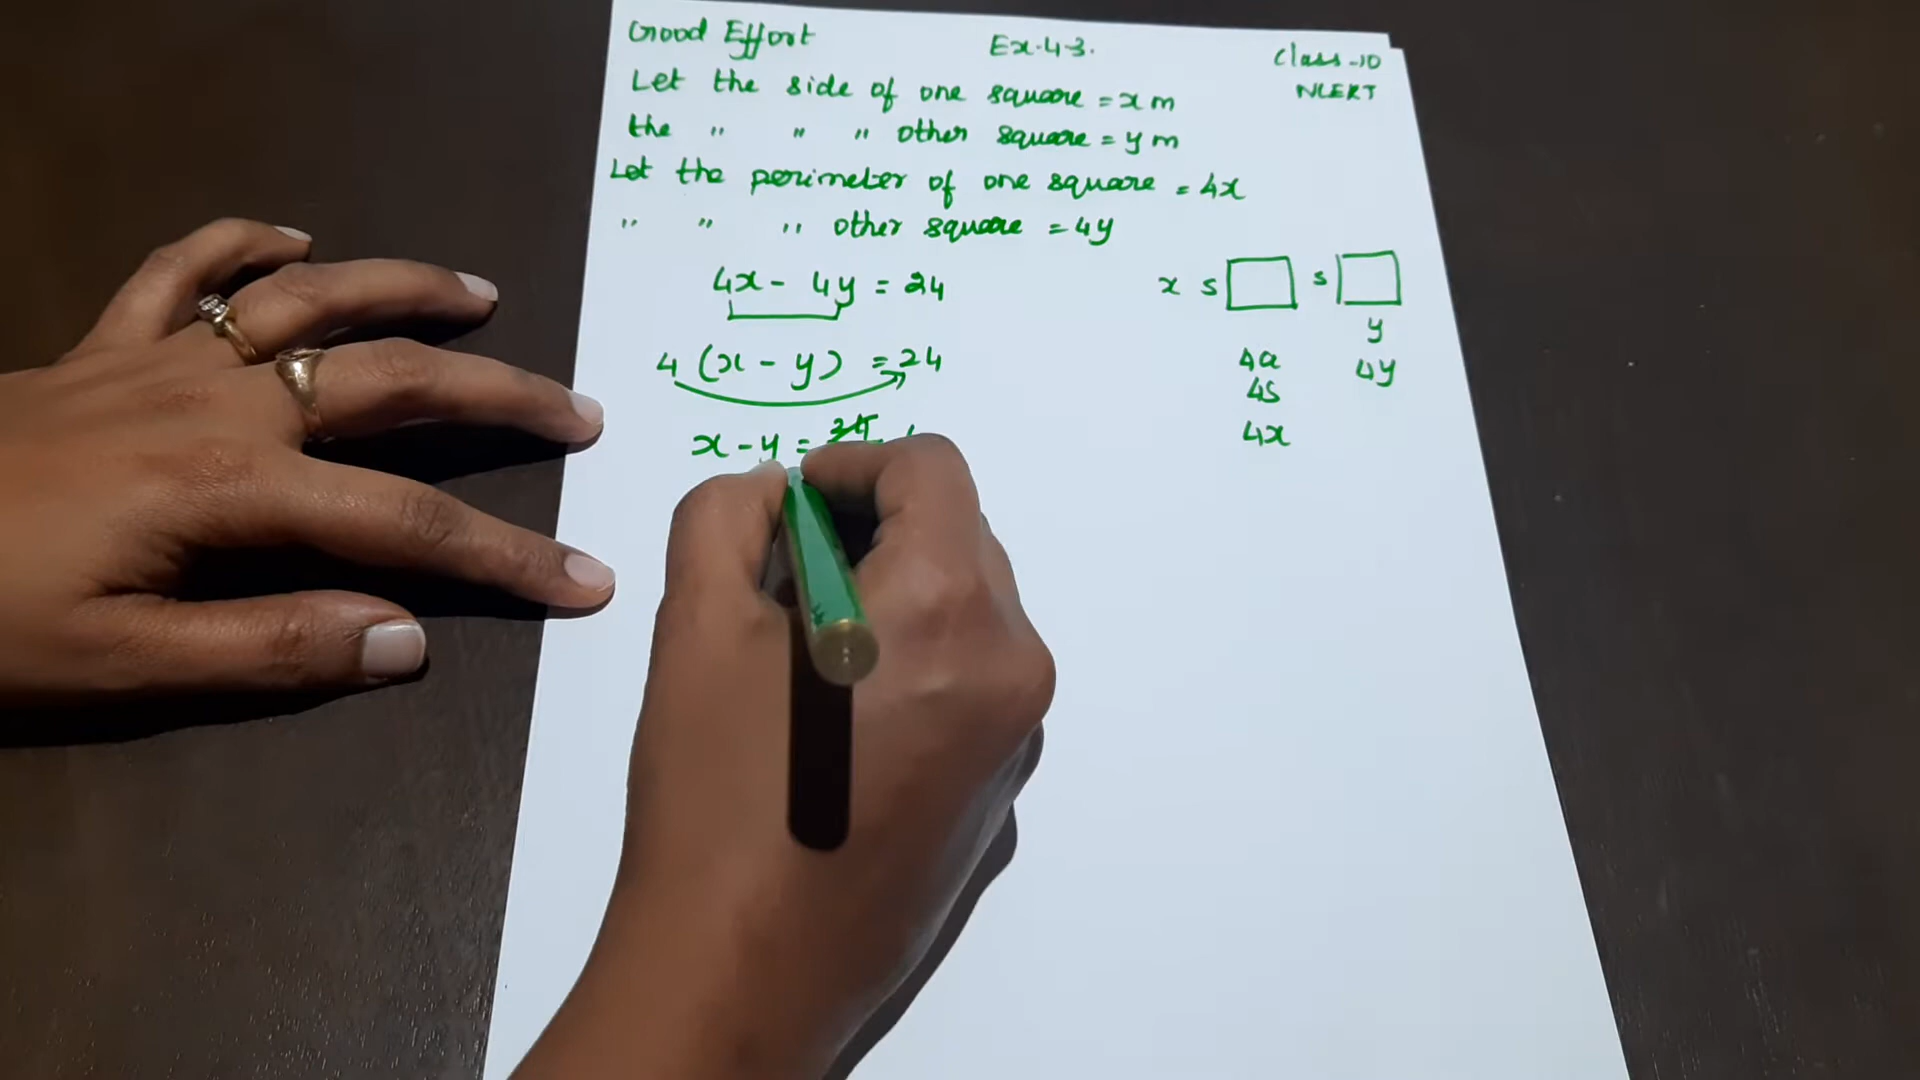 Good Effort Ex.4.3. Class-10
NCERT
Let the side of one square = x m
the " " " other square = y m
Let the perimeter of one square = 4x
" " " other square = 4y
4x - 4y = 24
x s s
y
4 (x - y) = 24
4a 4y
4s
x - y = 24
4x